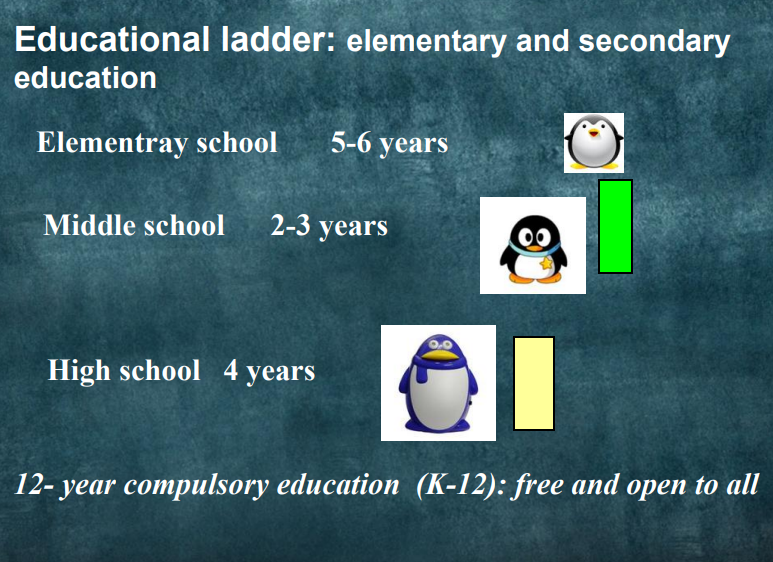 Educational ladder: elementary and secondary
education
Elementray school 5-6 years
Middle school 2-3 years
High school 4 years
12- year compulsory education (K-12): free and open to all